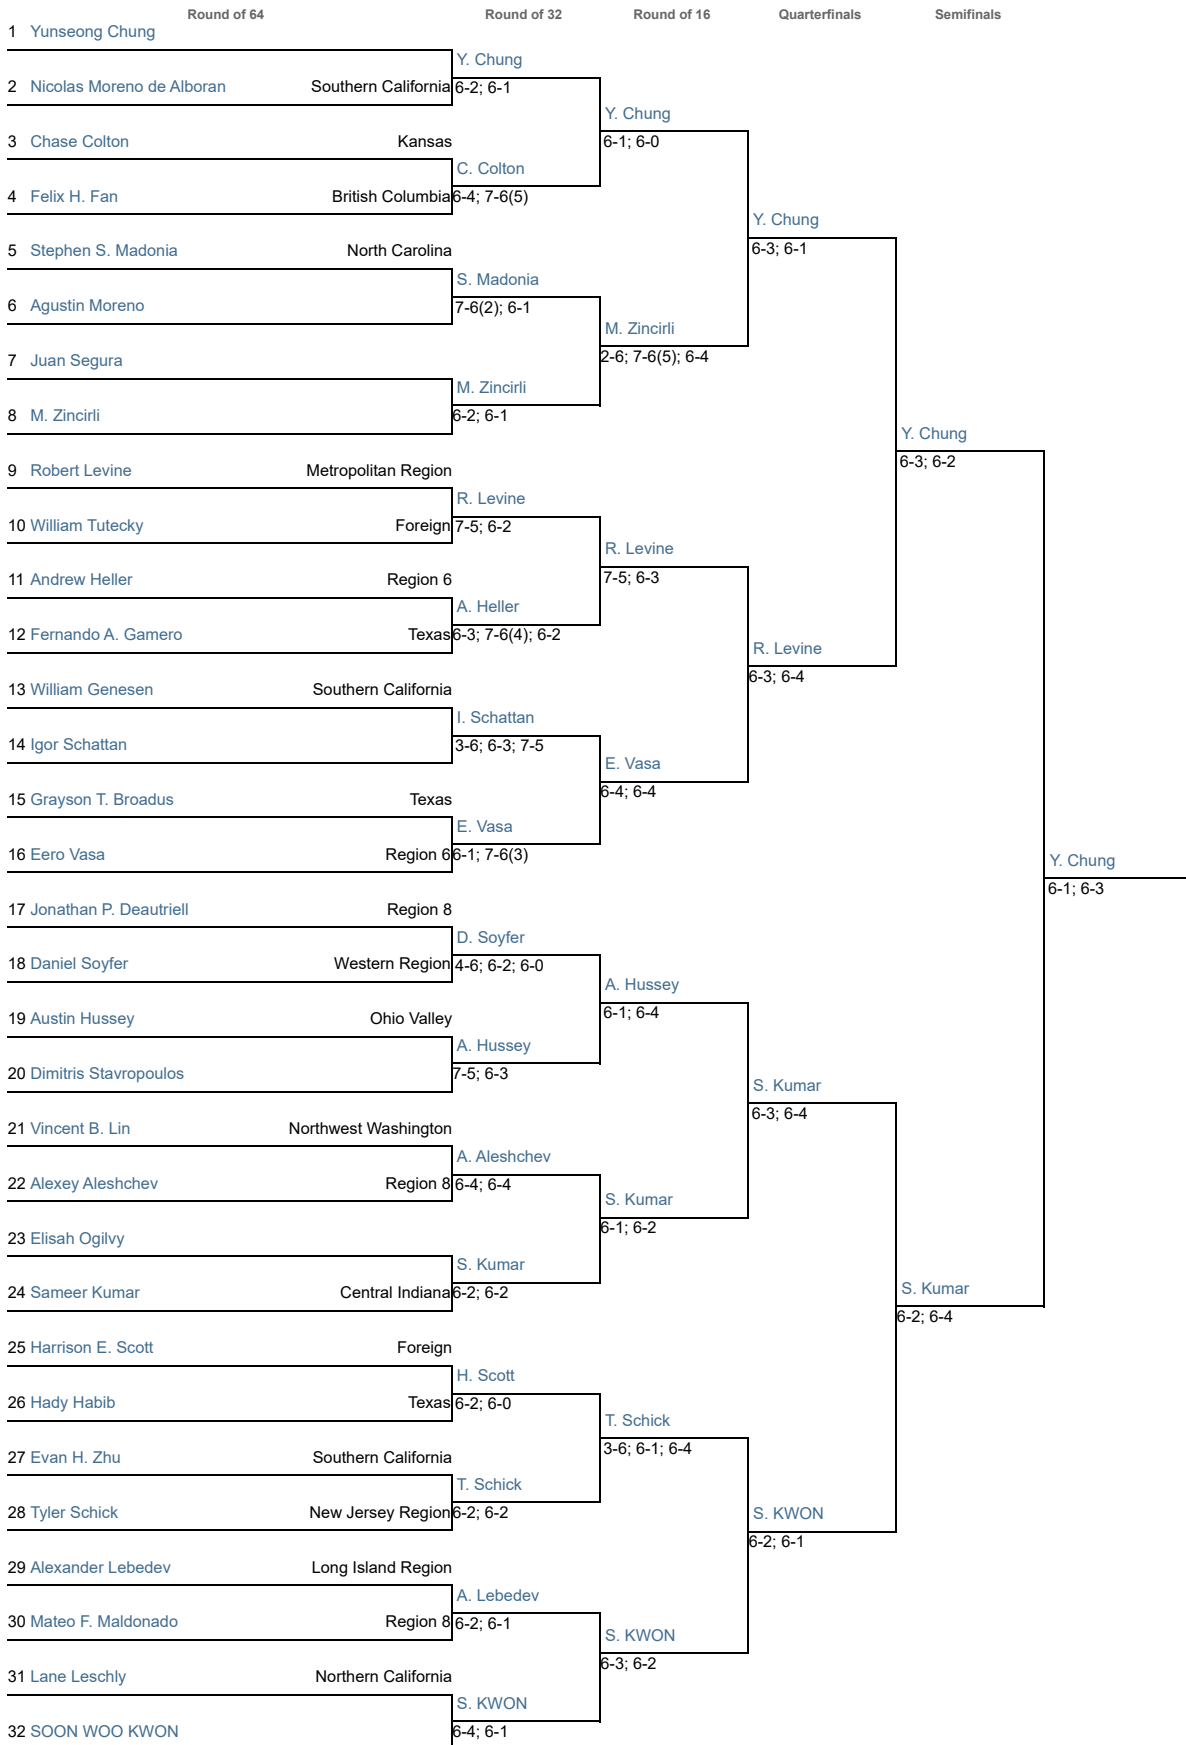 Round of 64 Round of 32 Round of 16 Quarterfinals Semifinals
1 Yunseong Chung
Y. Chung
2 Nicolas Moreno de Alboran Southern California 6-2; 6-1
Y. Chung
3 Chase Colton Kansas 6-1; 6-0
C. Colton
4 Felix H. Fan British Columbia 6-4; 7-6(5)
Y. Chung
5 Stephen S. Madonia North Carolina 6-3; 6-1
S. Madonia
6 Agustin Moreno 7-6(2); 6-1
M. Zincirli
7 Juan Segura 2-6; 7-6(5); 6-4
M. Zincirli
8 M. Zincirli 6-2; 6-1
Y. Chung
9 Robert Levine Metropolitan Region 6-3; 6-2
R. Levine
10 William Tutecky Foreign 7-5; 6-2
R. Levine
11 Andrew Heller Region 6 7-5; 6-3
A. Heller
12 Fernando A. Gamero Texas 6-3; 7-6(4); 6-2
R. Levine
13 William Genesen Southern California 6-3; 6-4
I. Schattan
14 Igor Schattan 3-6; 6-3; 7-5
E. Vasa
15 Grayson T. Broadus Texas 6-4; 6-4
E. Vasa
16 Eero Vasa Region 6 6-1; 7-6(3)
Y. Chung
17 Jonathan P. Deautriell Region 8 6-1; 6-3
D. Soyfer
18 Daniel Soyfer Western Region 4-6; 6-2; 6-0
A. Hussey
19 Austin Hussey Ohio Valley 6-1; 6-4
A. Hussey
20 Dimitris Stavropoulos 7-5; 6-3
S. Kumar
21 Vincent B. Lin Northwest Washington 6-3; 6-4
A. Aleshchev
22 Alexey Aleshchev Region 8 6-4; 6-4
S. Kumar
23 Elisah Ogilvy 6-1; 6-2
S. Kumar
24 Sameer Kumar Central Indiana 6-2; 6-2
S. Kumar
25 Harrison E. Scott Foreign 6-2; 6-4
H. Scott
26 Hady Habib Texas 6-2; 6-0
T. Schick
27 Evan H. Zhu Southern California 3-6; 6-1; 6-4
T. Schick
28 Tyler Schick New Jersey Region 6-2; 6-2
S. KWON
29 Alexander Lebedev Long Island Region 6-2; 6-1
A. Lebedev
30 Mateo F. Maldonado Region 8 6-2; 6-1
S. KWON
31 Lane Leschly Northern California 6-3; 6-2
S. KWON
32 SOON WOO KWON 6-4; 6-1